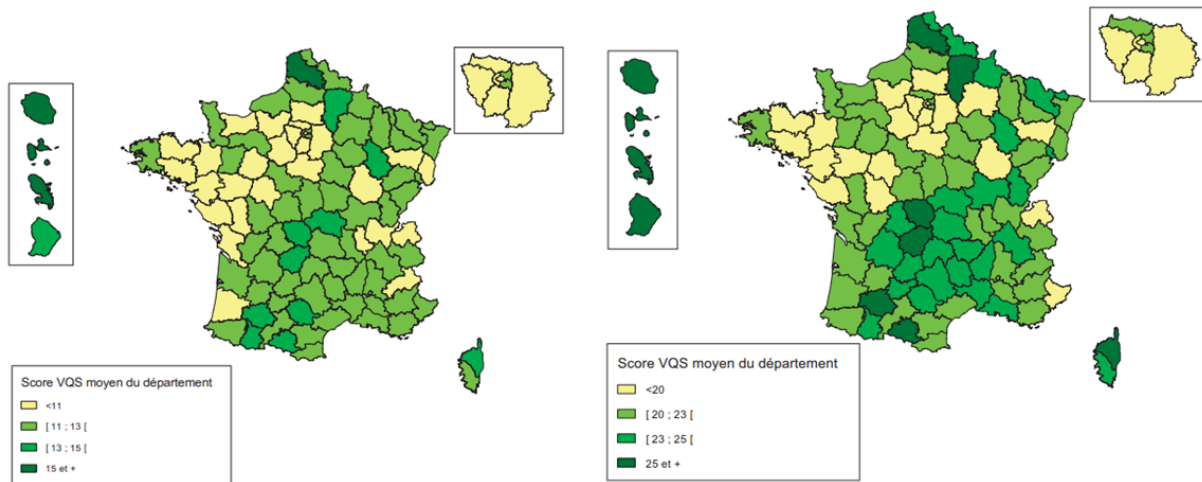 Score VQS moyen du département
<11
[ 11 ; 13 [
[ 13 ; 15 [
15 et +
Score VQS moyen du département
<20
[ 20 ; 23 [
[ 23 ; 25 [
25 et +